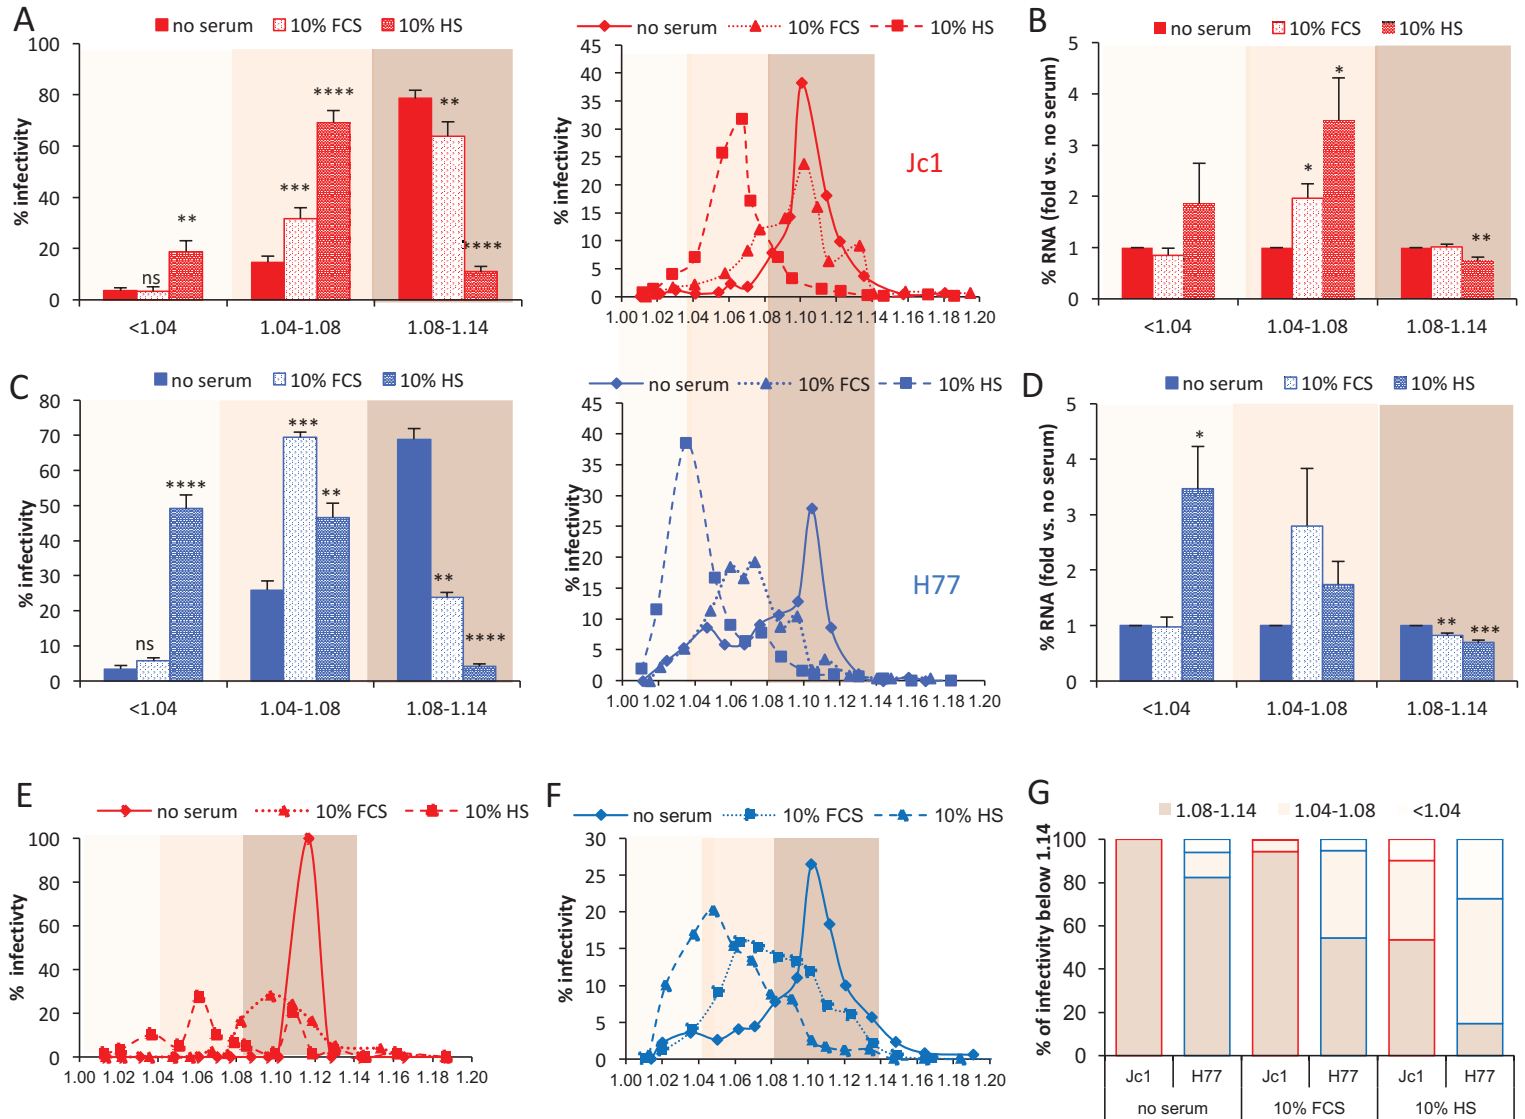 A
no serum 10% FCS 10% HS
% infectivity
100
80
60
40
20
0
ns ** *** **** ** ****
<1.04 1.04-1.08 1.08-1.14
no serum 10% FCS 10% HS
% infectivity
45
40
35
30
25
20
15
10
5
0
Jc1
1.00 1.02 1.04 1.06 1.08 1.10 1.12 1.14 1.16 1.18 1.20
B
no serum 10% FCS 10% HS
% RNA (fold vs. no serum)
5
4
3
2
1
0
* * **
<1.04 1.04-1.08 1.08-1.14
C
no serum 10% FCS 10% HS
% infectivity
80
70
60
50
40
30
20
10
0
ns **** *** ** ** ****
<1.04 1.04-1.08 1.08-1.14
no serum 10% FCS 10% HS
% infectivity
45
40
35
30
25
20
15
10
5
0
H77
1.00 1.02 1.04 1.06 1.08 1.10 1.12 1.14 1.16 1.18 1.20
D
no serum 10% FCS 10% HS
% RNA (fold vs. no serum)
5
4
3
2
1
0
* ** ***
<1.04 1.04-1.08 1.08-1.14
E
no serum 10% FCS 10% HS
% infectivity
100
80
60
40
20
0
1.00 1.02 1.04 1.06 1.08 1.10 1.12 1.14 1.16 1.18 1.20
F
no serum 10% FCS 10% HS
% infectivity
30
25
20
15
10
5
0
1.00 1.02 1.04 1.06 1.08 1.10 1.12 1.14 1.16 1.18 1.20
G
1.08-1.14 1.04-1.08 <1.04
% of infectivity below 1.14
100
80
60
40
20
0
Jc1 H77 Jc1 H77 Jc1 H77
no serum 10% FCS 10% HS